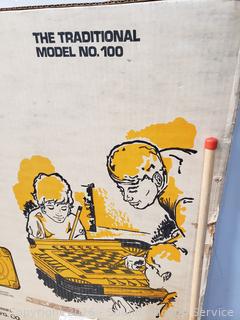 THE TRADITIONAL
MODEL NO. 100